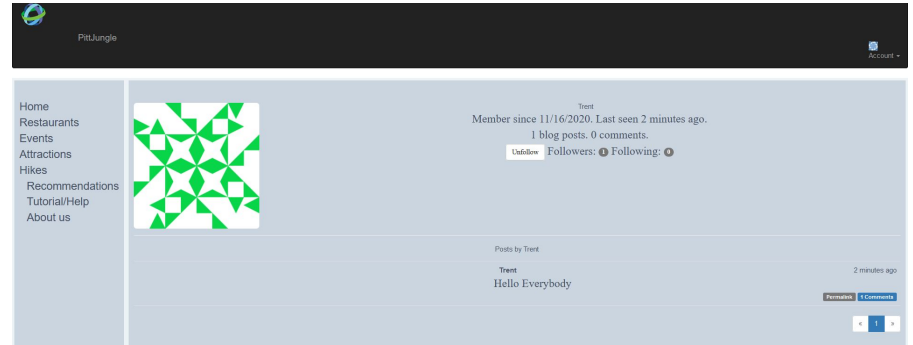 PittJungle
Account
Home
Restaurants
Events
Attractions
Hikes
Recommendations
Tutorial/Help
About us
Trent
Member since 11/16/2020. Last seen 2 minutes ago.
1 blog posts. 0 comments.
Unfollow Followers: 1 Following: 0
Posts by Trent
Trent 2 minutes ago
Hello Everybody
Permalink 1 Comments
« 1 »